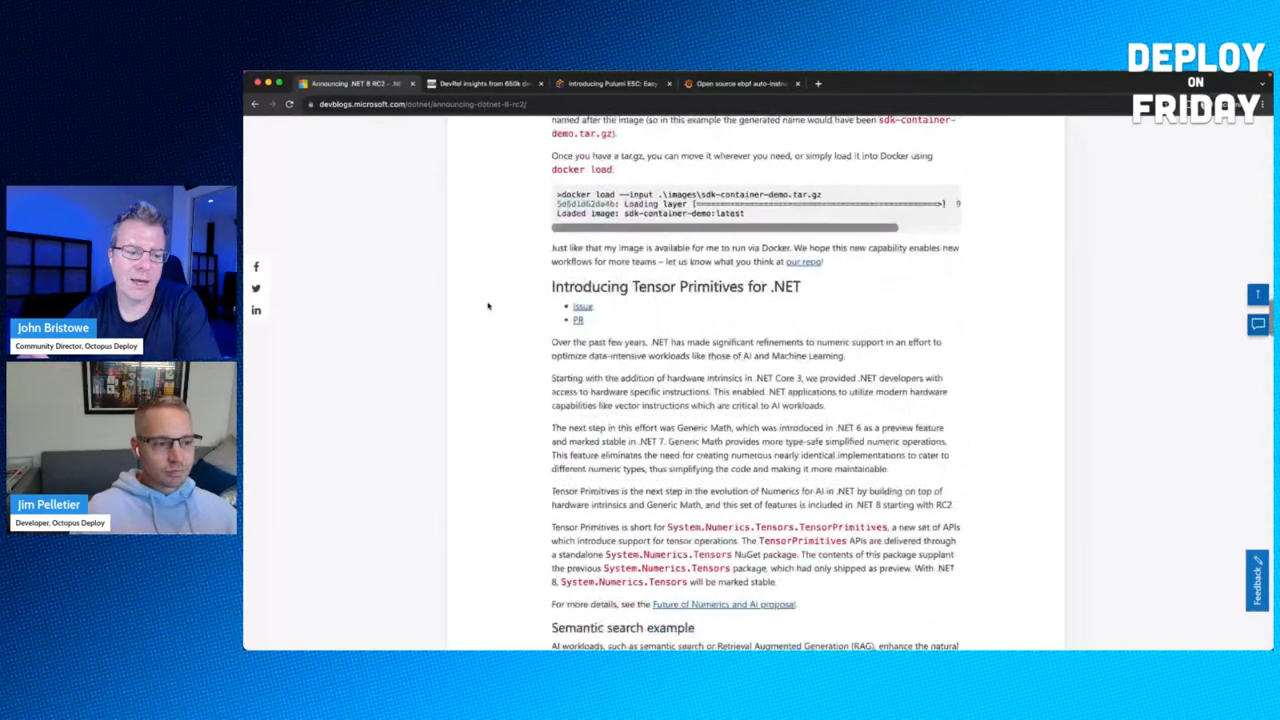 DEPLOY
ON
FRIDAY
Announcing .NET 8 RC2 - .NE
DevRel insights from 650k de
Introducing Pulumi ESC: Easy
Open source ebpf auto-instru
devblogs.microsoft.com/dotnet/announcing-dotnet-8-rc2/
named after the image (so in this example the generated name would have been sdk-container-
demo.tar.gz).
Once you have a tar.gz, you can move it wherever you need, or simply load it into Docker using
docker load:
>docker load --input .\images\sdk-container-demo.tar.gz
5d6d1d62da4b: Loading layer [==================================================>] 9
Loaded image: sdk-container-demo:latest
Just like that my image is available for me to run via Docker. We hope this new capability enables new
workflows for more teams – let us know what you think at our repo!
Introducing Tensor Primitives for .NET
Issue
PR
Over the past few years, .NET has made significant refinements to numeric support in an effort to
optimize data-intensive workloads like those of AI and Machine Learning.
Starting with the addition of hardware intrinsics in .NET Core 3, we provided .NET developers with
access to hardware specific instructions. This enabled .NET applications to utilize modern hardware
capabilities like vector instructions which are critical to AI workloads.
The next step in this effort was Generic Math, which was introduced in .NET 6 as a preview feature
and marked stable in .NET 7. Generic Math provides more type-safe simplified numeric operations.
This feature eliminates the need for creating numerous nearly identical implementations to cater to
different numeric types, thus simplifying the code and making it more maintainable.
Tensor Primitives is the next step in the evolution of Numerics for AI in .NET by building on top of
hardware intrinsics and Generic Math, and this set of features is included in .NET 8 starting with RC2.
Tensor Primitives is short for System.Numerics.Tensors.TensorPrimitives, a new set of APIs
which introduce support for tensor operations. The TensorPrimitives APIs are delivered through
a standalone System.Numerics.Tensors NuGet package. The contents of this package supplant
the previous System.Numerics.Tensors package, which had only shipped as preview. With .NET
8, System.Numerics.Tensors will be marked stable.
For more details, see the Future of Numerics and AI proposal.
Semantic search example
AI workloads, such as semantic search or Retrieval Augmented Generation (RAG), enhance the natural
Feedback
John Bristowe
Community Director, Octopus Deploy
Jim Pelletier
Developer, Octopus Deploy